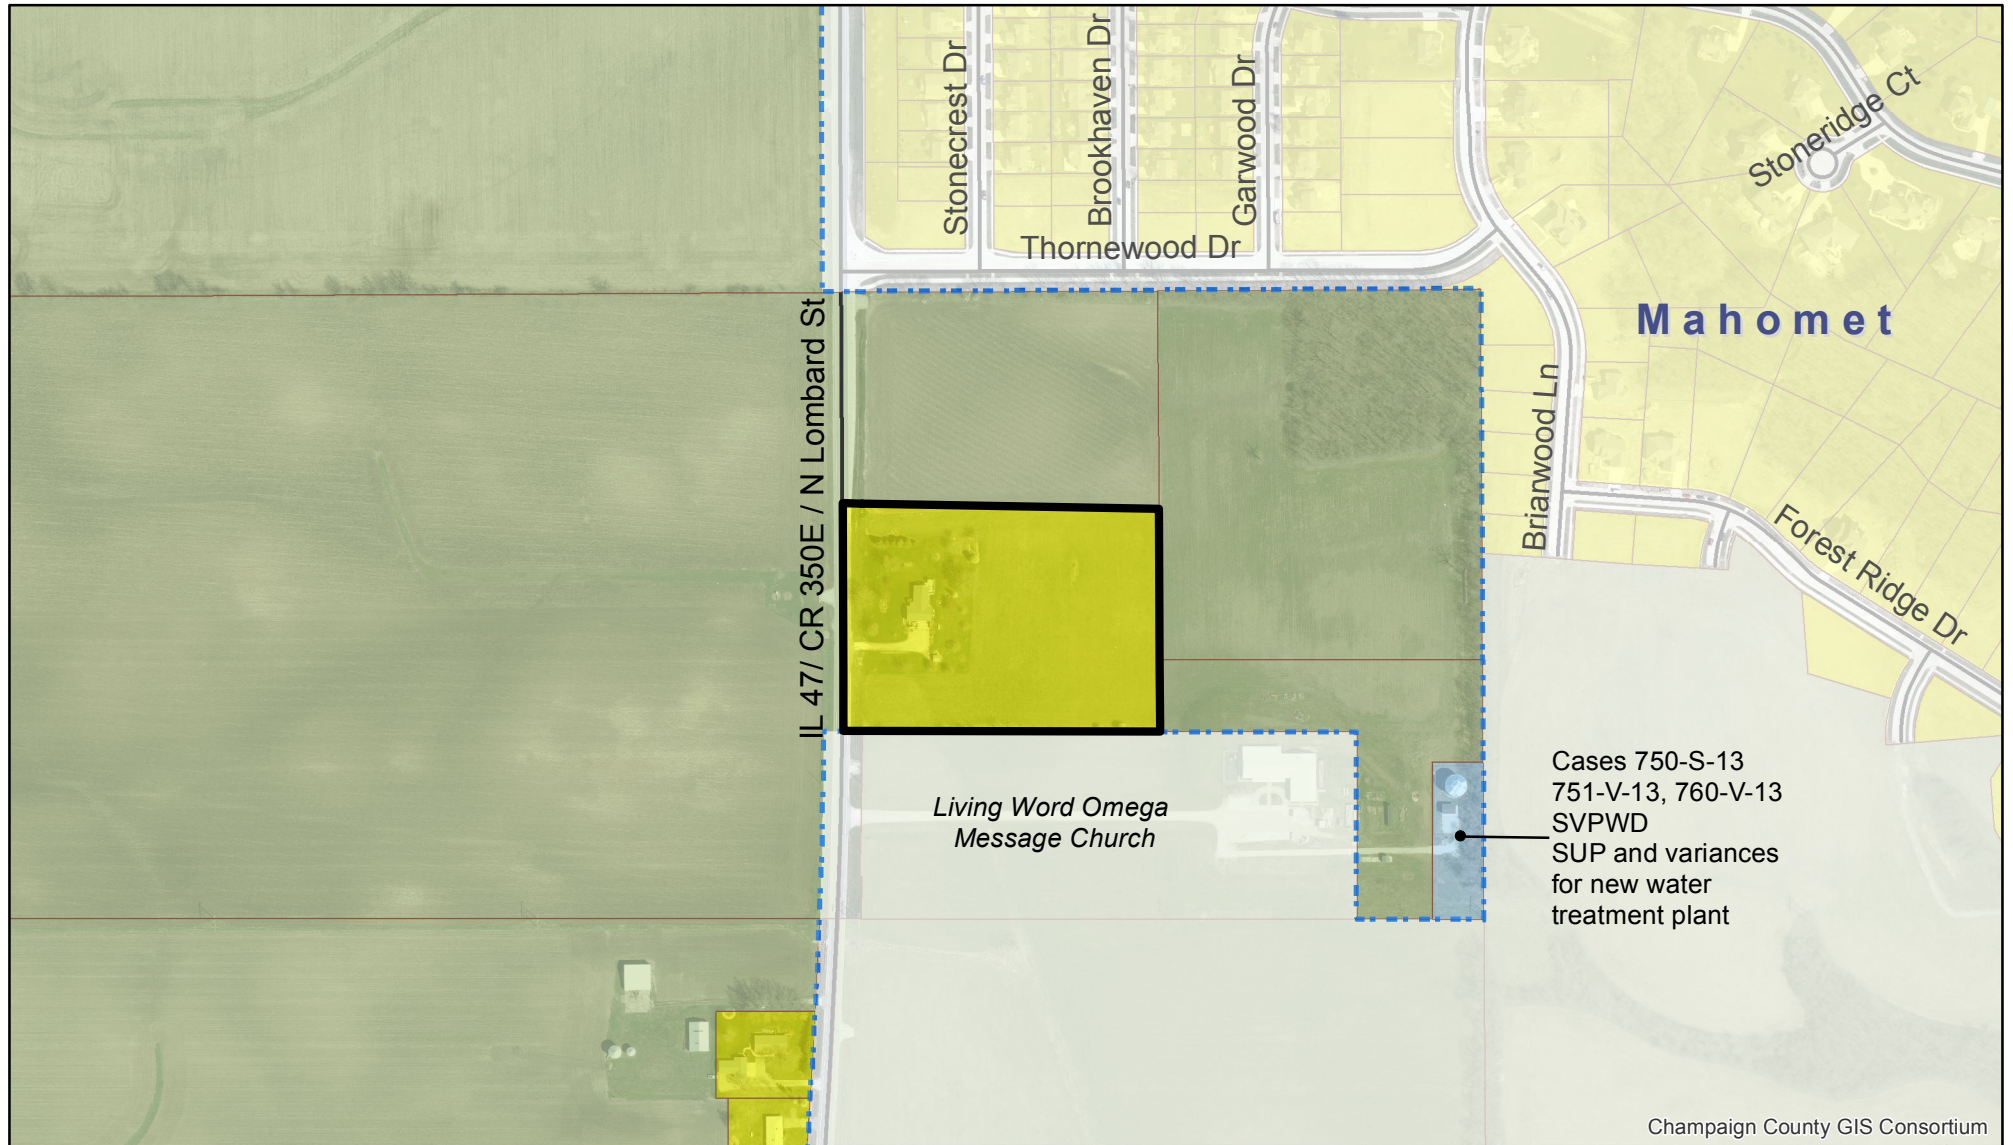 Stonecrest Dr
Brookhaven Dr
Garwood Dr
Stoneridge Ct
Thornewood Dr
Mahomet
IL 47/ CR 350E / N Lombard St
Briarwood Ln
Forest Ridge Dr
Living Word Omega
Message Church
Cases 750-S-13
751-V-13, 760-V-13
SVPWD
SUP and variances
for new water
treatment plant
Champaign County GIS Consortium